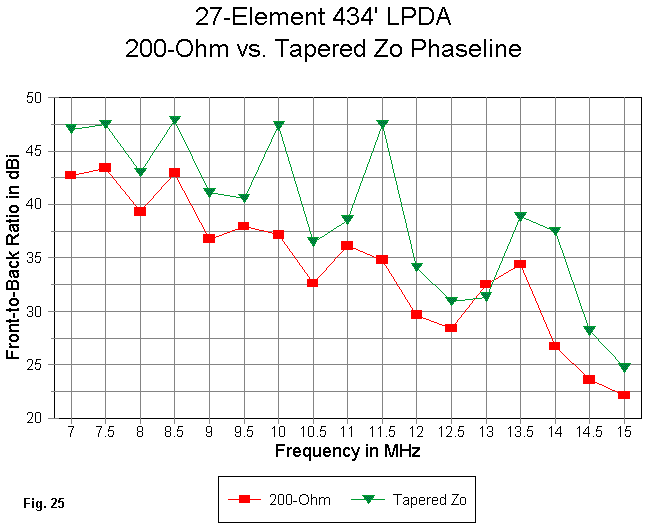 27-Element 434' LPDA
200-Ohm vs. Tapered Zo Phaseline
Front-to-Back Ratio in dBi
50
45
40
35
30
25
20
7 7.5 8 8.5 9 9.5 10 10.5 11 11.5 12 12.5 13 13.5 14 14.5 15
Frequency in MHz
Fig. 25
200-Ohm Tapered Zo